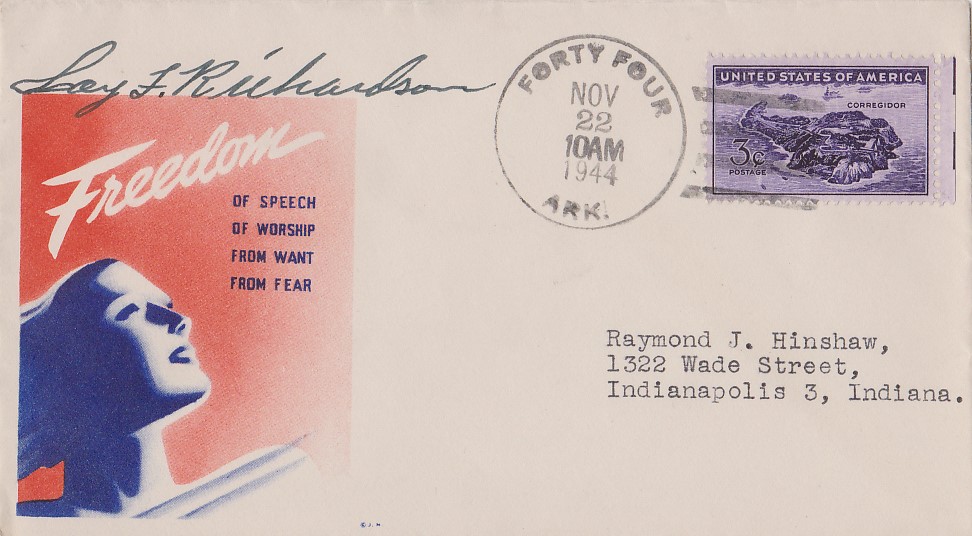 Loy F. Richardson
Freedom
OF SPEECH
OF WORSHIP
FROM WANT
FROM FEAR
FORTY FOUR
NOV
22
10AM
1944
ARK.
UNITED STATES OF AMERICA
CORREGIDOR
3¢
POSTAGE
Raymond J. Hinshaw,
1322 Wade Street,
Indianapolis 3, Indiana.